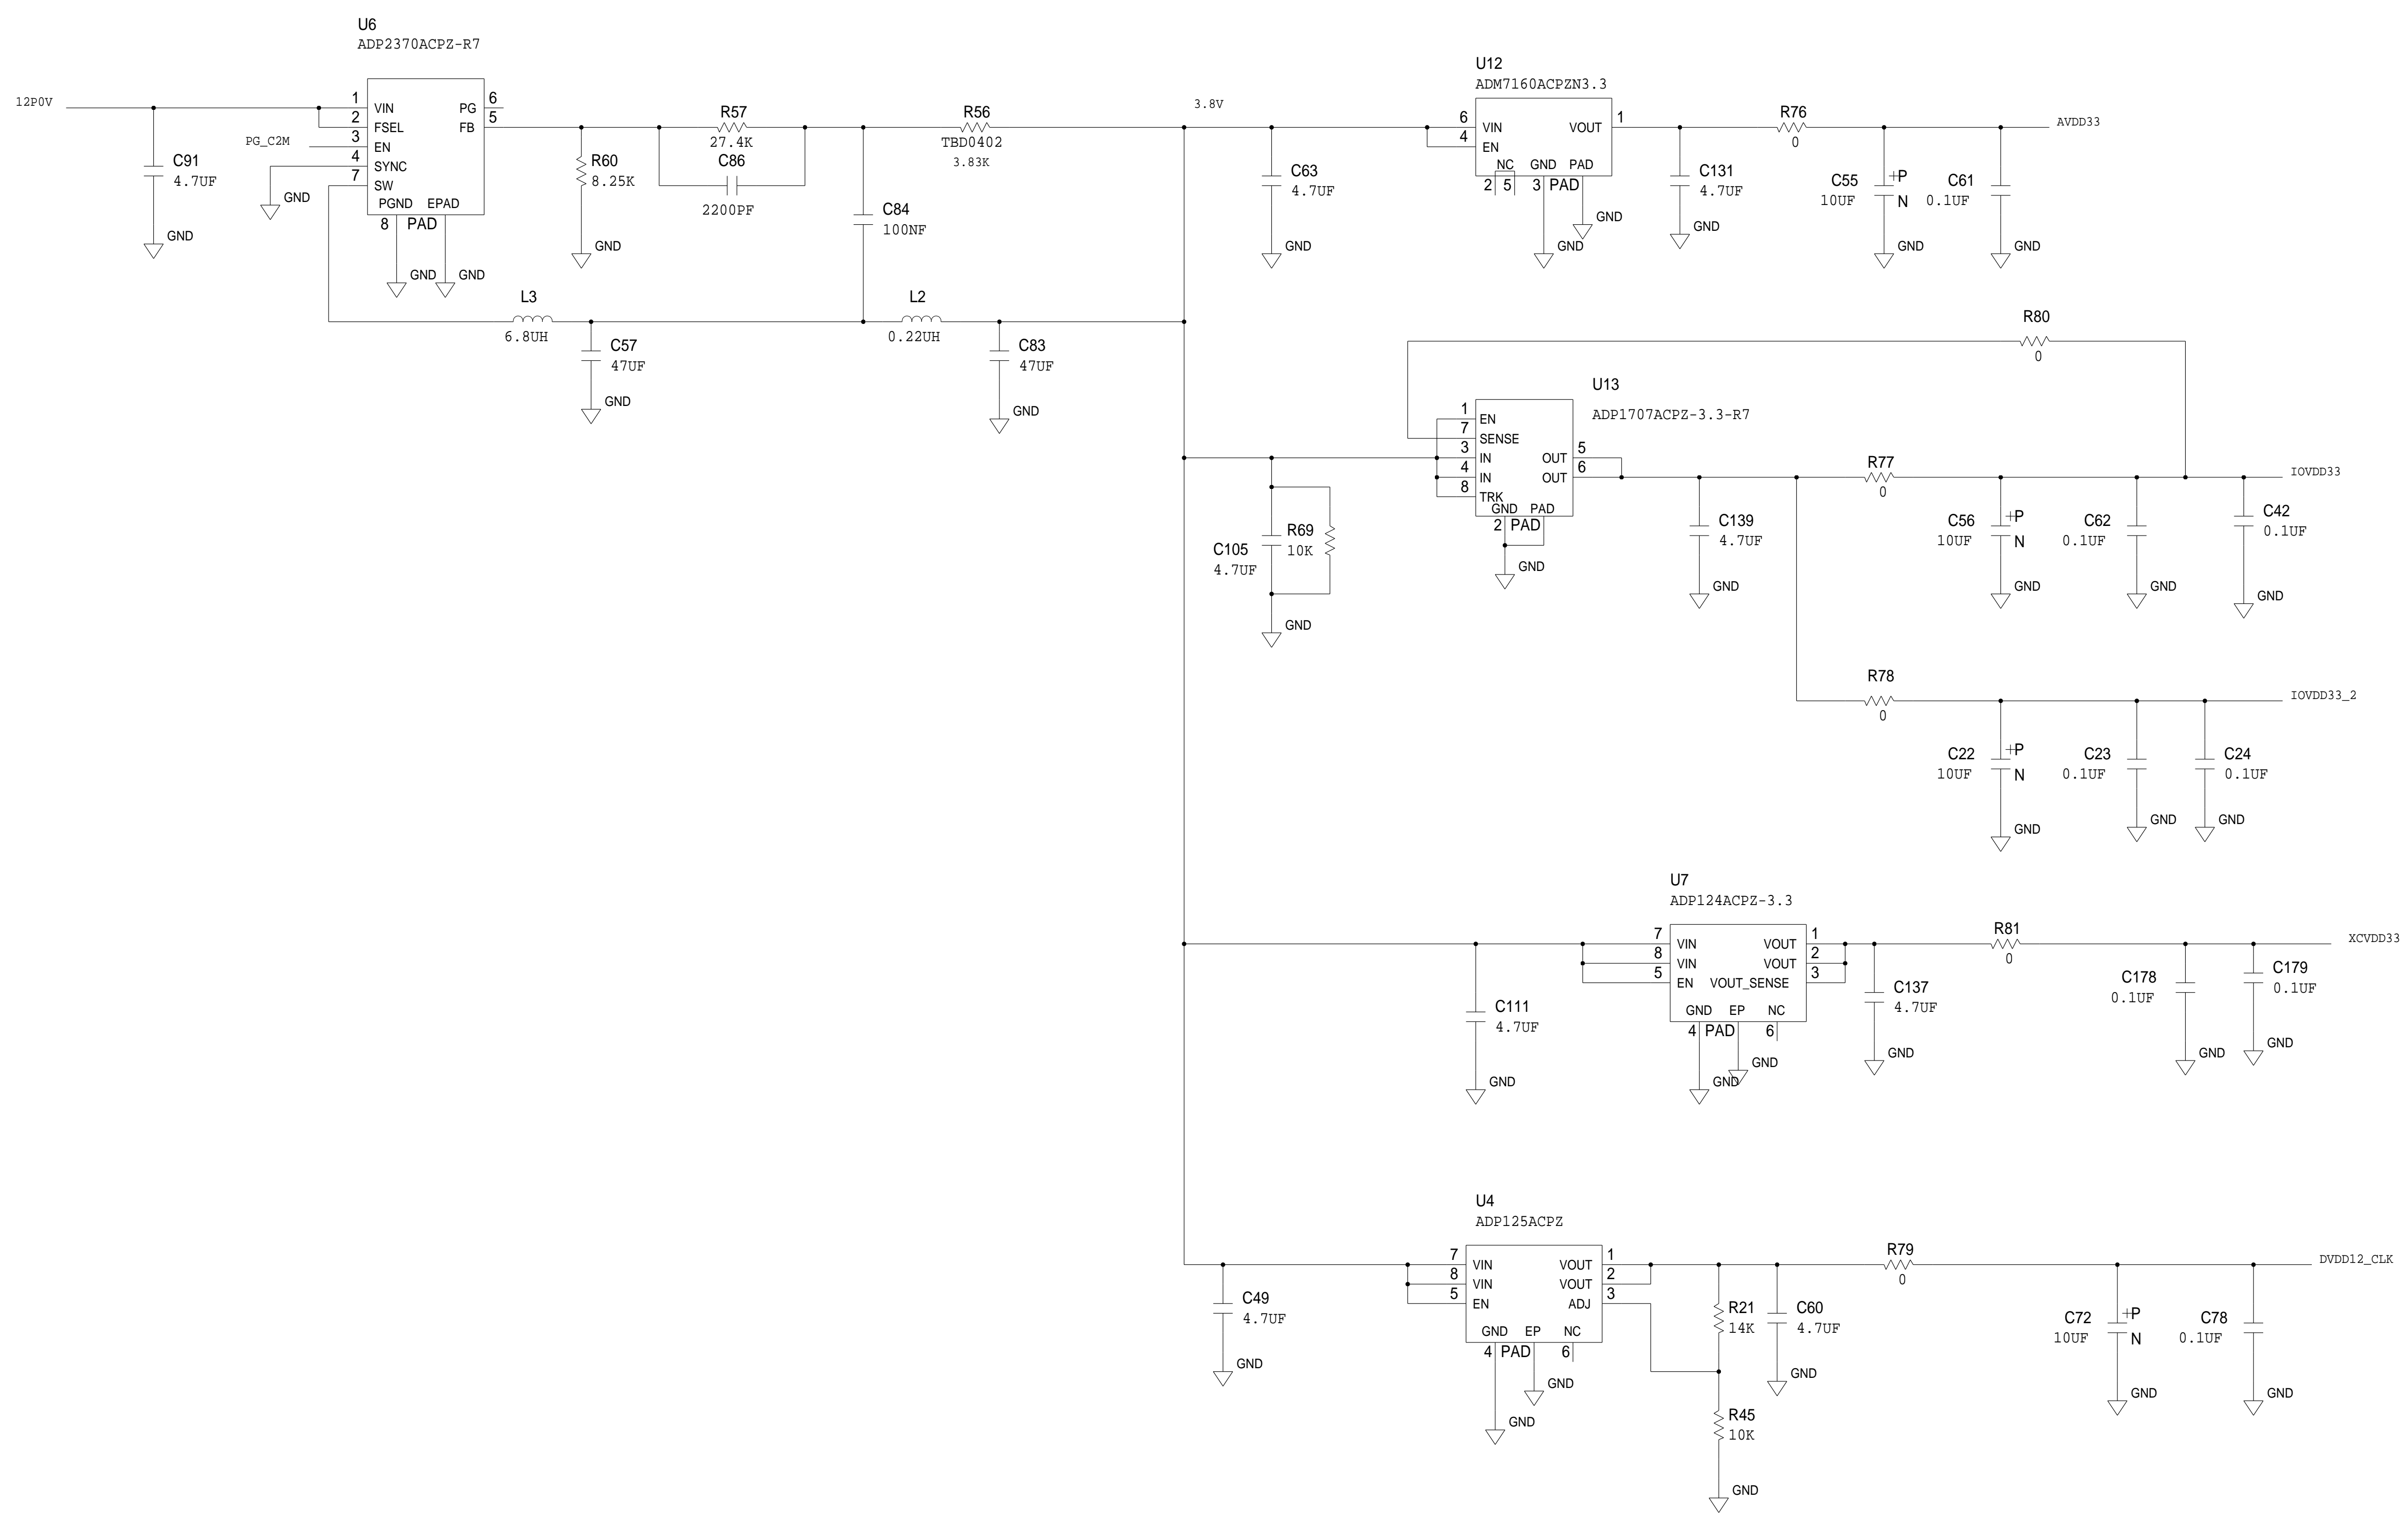 U6
ADP2370ACPZ-R7
12P0V
1 VIN PG 6
2 FSEL FB 5
PG_C2M
3 EN
4 SYNC
7 SW
PGND EPAD
8 PAD
GND
GND
GND
C91
4.7UF
GND
R60
8.25K
GND
R57
27.4K
C86
2200PF
R56
TBD0402
3.83K
C84
100NF
L3
6.8UH
C57
47UF
GND
L2
0.22UH
C83
47UF
GND
3.8V
C63
4.7UF
GND
U12
ADM7160ACPZN3.3
6 VIN VOUT 1
4 EN
NC GND PAD
2 5 3 PAD
GND
GND
C131
4.7UF
GND
R76
0
C55
10UF
+P
N
GND
C61
0.1UF
GND
AVDD33
R80
0
U13
ADP1707ACPZ-3.3-R7
1 EN
7 SENSE
3 IN OUT 5
4 IN OUT 6
8 TRK
GND PAD
2 PAD
GND
C105
4.7UF
R69
10K
GND
C139
4.7UF
GND
R77
0
C56
10UF
+P
N
GND
C62
0.1UF
GND
C42
0.1UF
GND
IOVDD33
R78
0
IOVDD33_2
C22
10UF
+P
N
GND
C23
0.1UF
GND
C24
0.1UF
GND
U7
ADP124ACPZ-3.3
7 VIN VOUT 1
8 VIN VOUT 2
5 EN VOUT_SENSE 3
GND EP NC
4 PAD 6
GND
GND
C111
4.7UF
GND
C137
4.7UF
GND
R81
0
C178
0.1UF
GND
C179
0.1UF
GND
XCVDD33
U4
ADP125ACPZ
7 VIN VOUT 1
8 VIN VOUT 2
5 EN ADJ 3
GND EP NC
4 PAD 6
GND
GND
C49
4.7UF
GND
R21
14K
C60
4.7UF
GND
R45
10K
GND
R79
0
C72
10UF
+P
N
GND
C78
0.1UF
GND
DVDD12_CLK